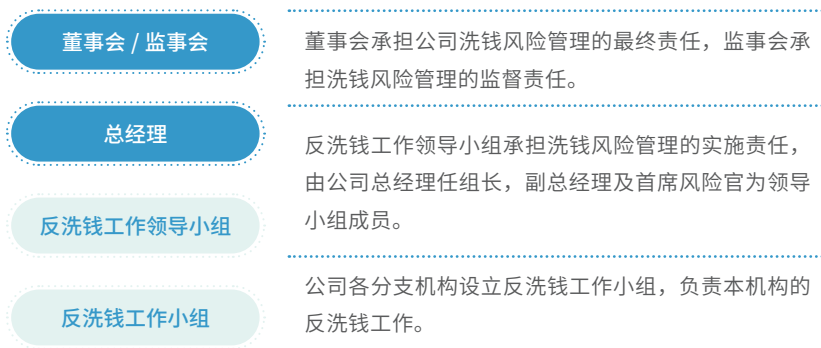 董事会 / 监事会
董事会承担公司洗钱风险管理的最终责任，监事会承
担洗钱风险管理的监督责任。
总经理
反洗钱工作领导小组
反洗钱工作领导小组承担洗钱风险管理的实施责任，
由公司总经理任组长，副总经理及首席风险官为领导
小组成员。
反洗钱工作小组
公司各分支机构设立反洗钱工作小组，负责本机构的
反洗钱工作。